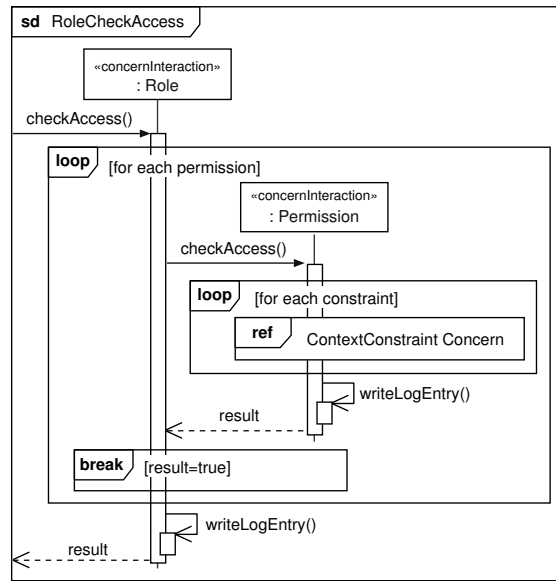 sd RoleCheckAccess
«concernInteraction»
: Role
checkAccess()
loop [for each permission]
«concernInteraction»
: Permission
checkAccess()
loop [for each constraint]
ref ContextConstraint Concern
writeLogEntry()
result
break [result=true]
writeLogEntry()
result